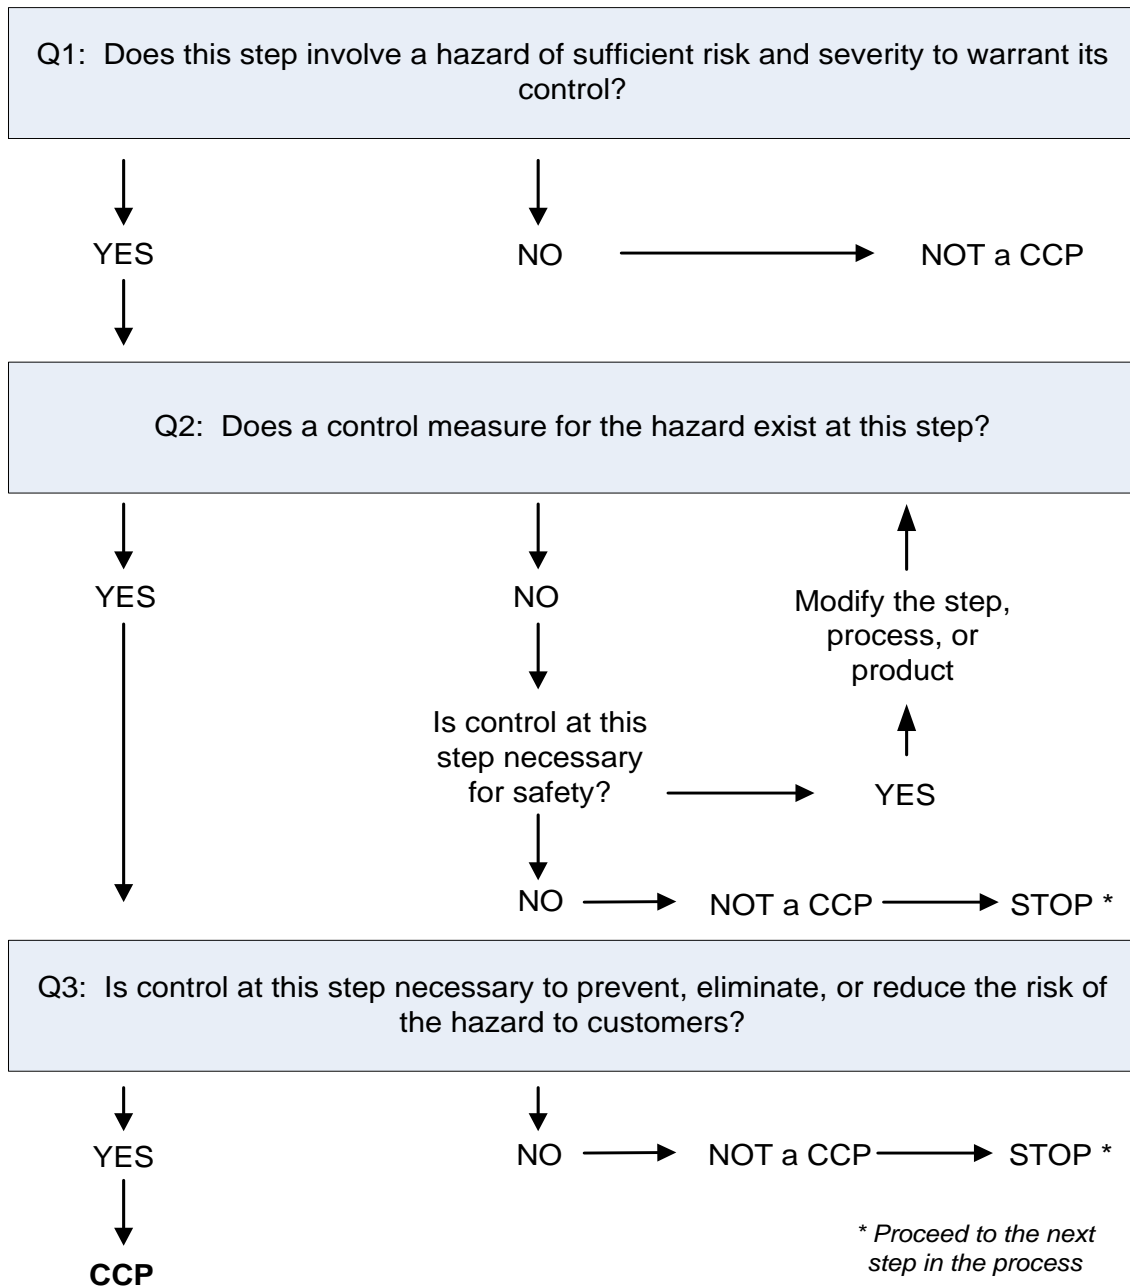 Q1: Does this step involve a hazard of sufficient risk and severity to warrant its
control?
YES
NO
NOT a CCP
Q2: Does a control measure for the hazard exist at this step?
YES
NO
Modify the step,
process, or
product
Is control at this
step necessary
for safety?
YES
NO
NOT a CCP
STOP *
Q3: Is control at this step necessary to prevent, eliminate, or reduce the risk of
the hazard to customers?
YES
NO
NOT a CCP
STOP *
CCP
* Proceed to the next
step in the process